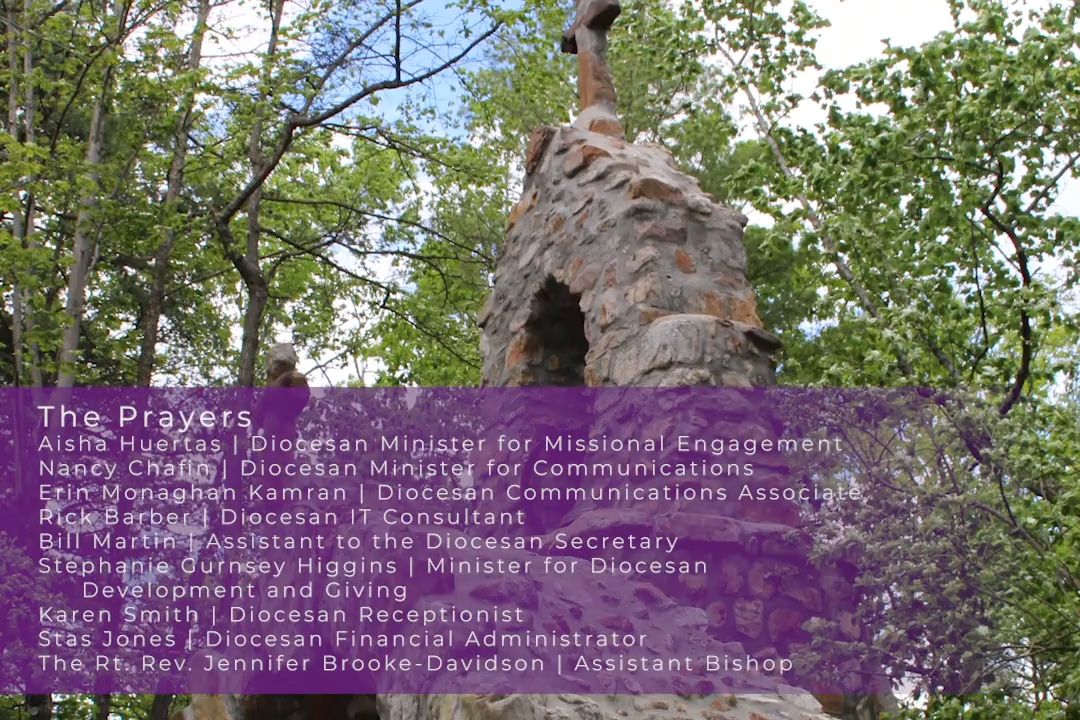 The Prayers
Aisha Huertas | Diocesan Minister for Missional Engagement
Nancy Chafin | Diocesan Minister for Communications
Erin Monaghan Kamran | Diocesan Communications Associate
Rick Barber | Diocesan IT Consultant
Bill Martin | Assistant to the Diocesan Secretary
Stephanie Gurnsey Higgins | Minister for Diocesan
Development and Giving
Karen Smith | Diocesan Receptionist
Stas Jones | Diocesan Financial Administrator
The Rt. Rev. Jennifer Brooke-Davidson | Assistant Bishop